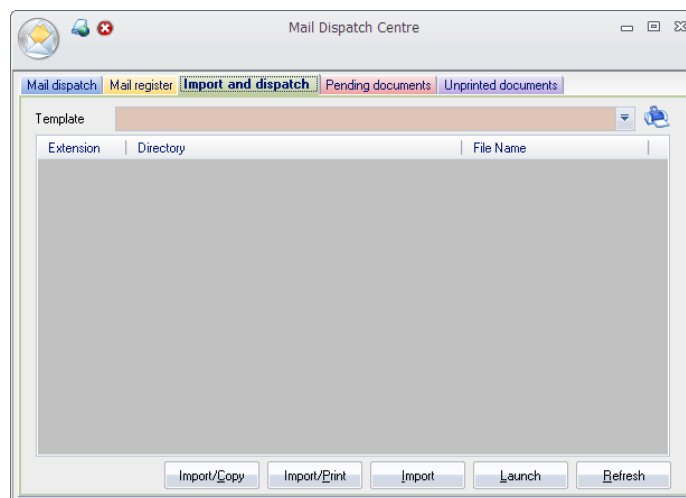 Mail Dispatch Centre
Mail dispatch Mail register Import and dispatch Pending documents Unprinted documents
Template
Extension Directory File Name
Import/Copy Import/Print Import Launch Refresh